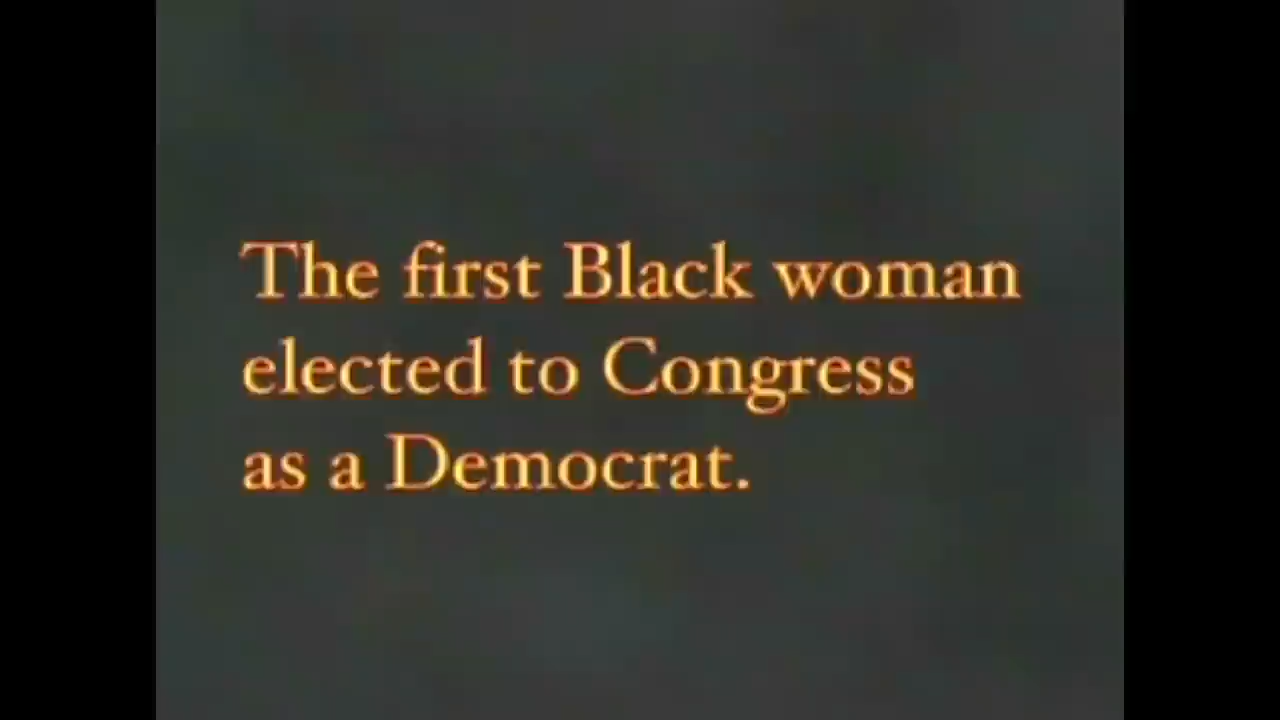 The first Black woman
elected to Congress
as a Democrat.